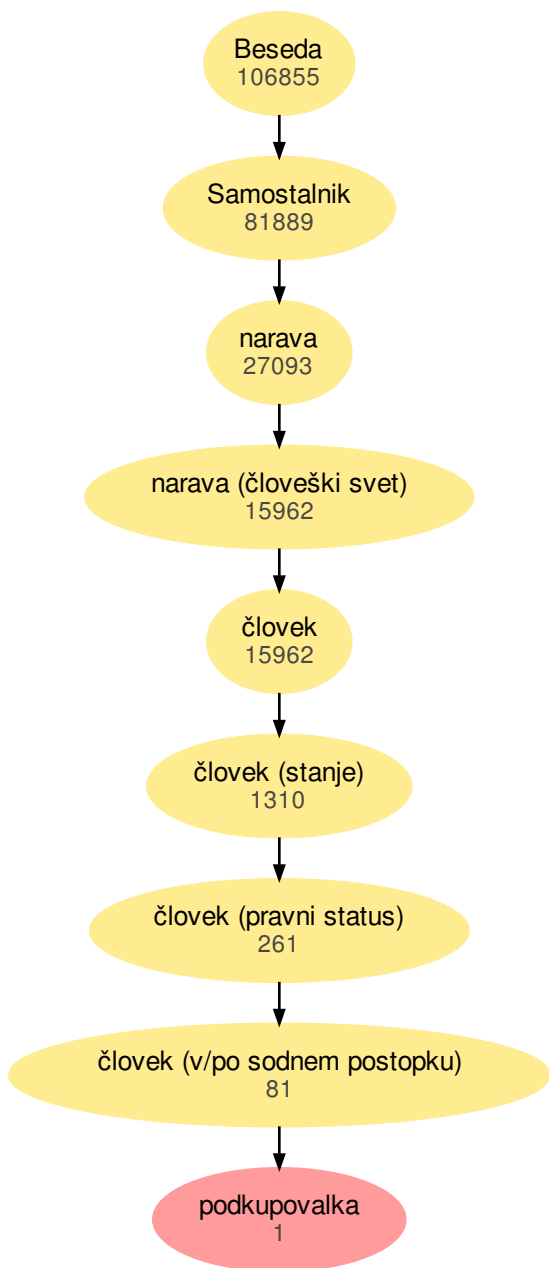 Beseda
106855
Samostalnik
81889
narava
27093
narava (človeški svet)
15962
človek
15962
človek (stanje)
1310
človek (pravni status)
261
človek (v/po sodnem postopku)
81
podkupovalka
1